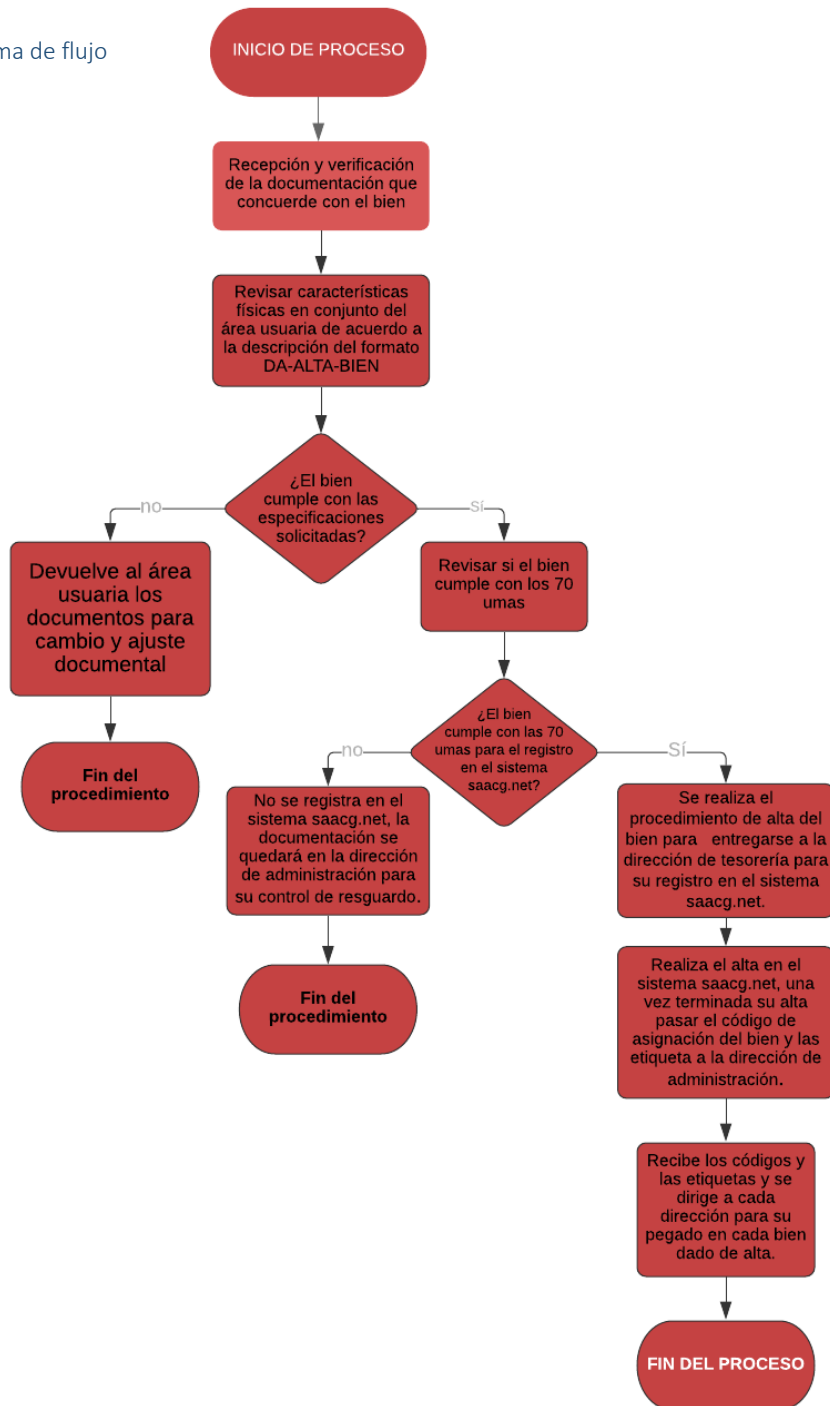 ma de flujo
INICIO DE PROCESO
Recepción y verificación
de la documentación que
concuerde con el bien
Revisar características
físicas en conjunto del
área usuaria de acuerdo a
la descripción del formato
DA-ALTA-BIEN
¿El bien
cumple con las
especificaciones
solicitadas?
no
sí
Devuelve al área
usuaria los
documentos para
cambio y ajuste
documental
Fin del
procedimiento
Revisar si el bien
cumple con los 70
umas
¿El bien
cumple con las 70
umas para el registro
en el sistema
saacg.net?
no
Sí
No se registra en el
sistema saacg.net, la
documentación se
quedará en la dirección
de administración para
su control de resguardo.
Fin del
procedimiento
Se realiza el
procedimiento de alta del
bien para entregarse a la
dirección de tesorería para
su registro en el sistema
saacg.net.
Realiza el alta en el
sistema saacg.net, una
vez terminada su alta
pasar el código de
asignación del bien y las
etiqueta a la dirección de
administración.
Recibe los códigos y
las etiquetas y se
dirige a cada
dirección para su
pegado en cada bien
dado de alta.
FIN DEL PROCESO